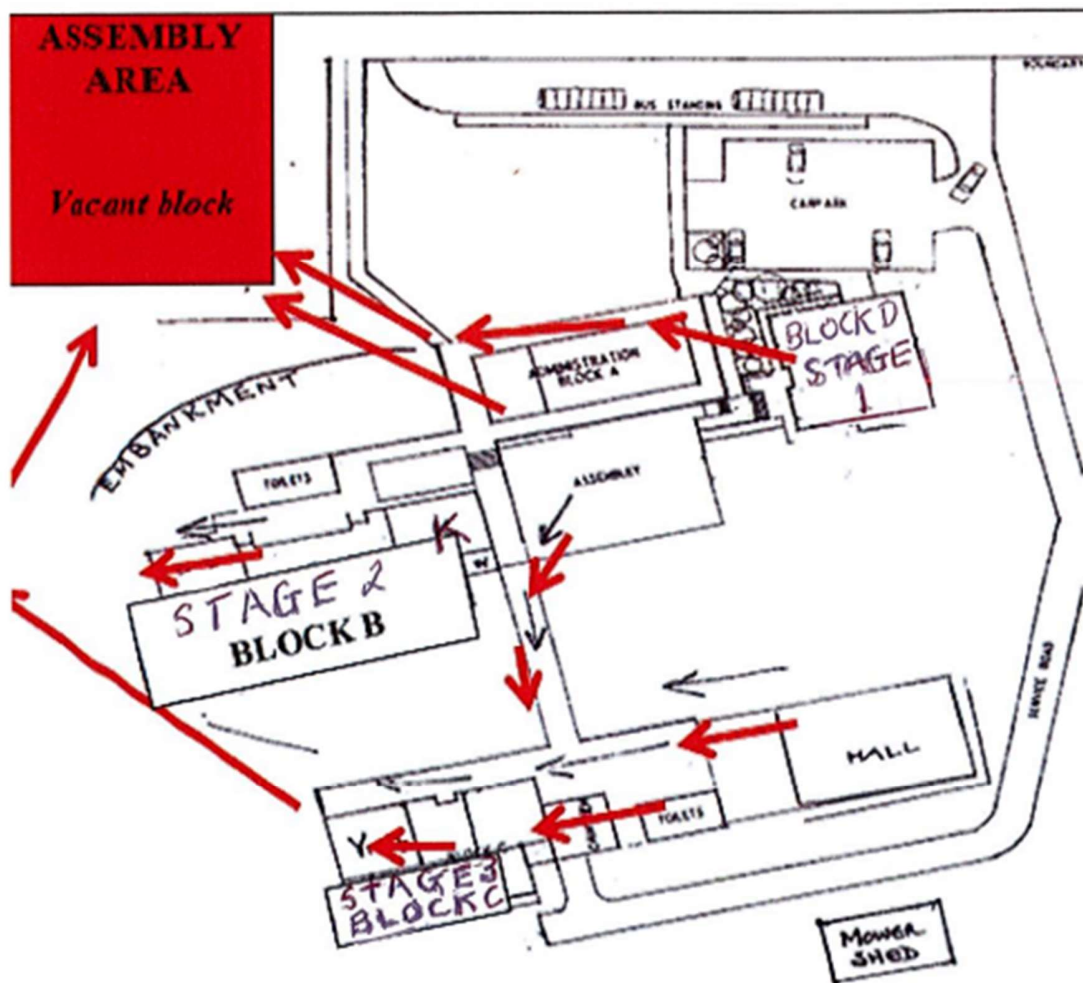 ASSEMBLY
AREA
Vacant block
BOUNDARY
BUS STANDING
CARPARK
BLOCK D
STAGE
1
ADMINISTRATION
BLOCK A
EMBANKMENT
TOILETS
ASSEMBLY
K
STAGE 2
BLOCK B
SERVICE ROAD
HALL
TOILETS
Y
STAGE 3
BLOCK C
MOWER
SHED